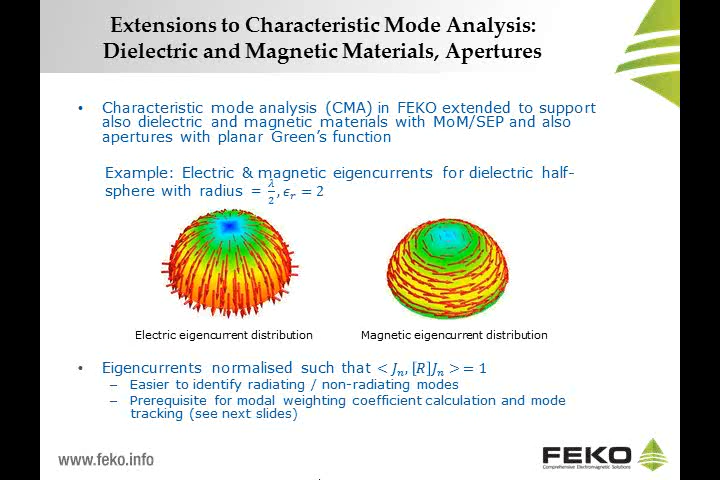 Extensions to Characteristic Mode Analysis:
Dielectric and Magnetic Materials, Apertures
• Characteristic mode analysis (CMA) in FEKO extended to support
also dielectric and magnetic materials with MoM/SEP and also
apertures with planar Green's function
Example: Electric & magnetic eigencurrents for dielectric half-
sphere with radius = λ/2, ϵr = 2
Electric eigencurrent distribution
Magnetic eigencurrent distribution
• Eigencurrents normalised such that < Jn, [R]Jn > = 1
– Easier to identify radiating / non-radiating modes
– Prerequisite for modal weighting coefficient calculation and mode
tracking (see next slides)
www.feko.info
FEKO
Comprehensive Electromagnetic Solutions